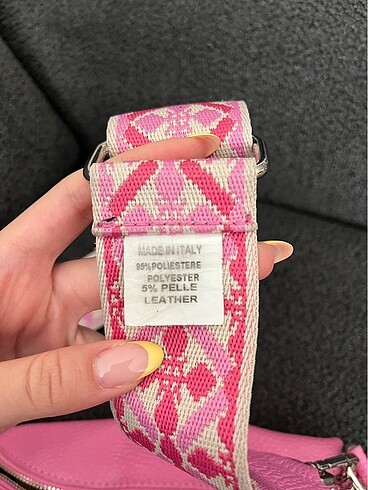 MADE IN ITALY
95%POLIESTERE
POLYESTER
5% PELLE
LEATHER